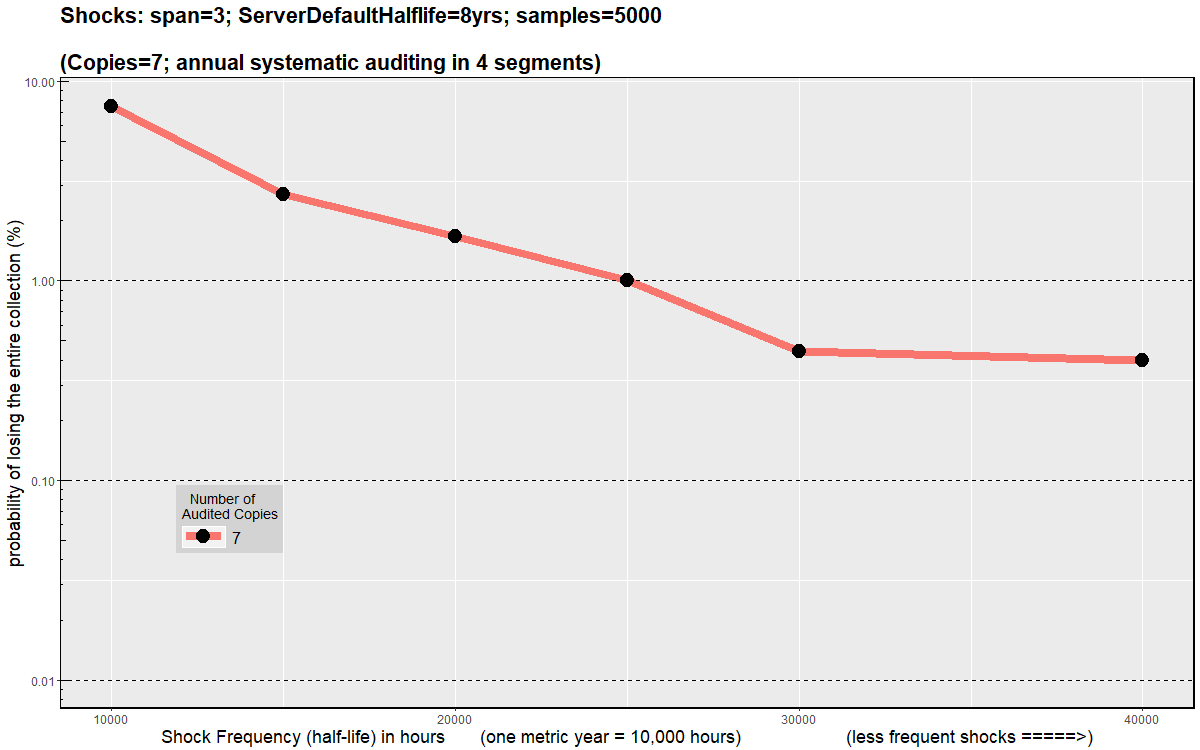 Shocks: span=3; ServerDefaultHalflife=8yrs; samples=5000
(Copies=7; annual systematic auditing in 4 segments)
probability of losing the entire collection (%)
10.00
1.00
0.10
0.01
Number of
Audited Copies
7
10000 20000 30000 40000
Shock Frequency (half-life) in hours (one metric year = 10,000 hours) (less frequent shocks =====>)